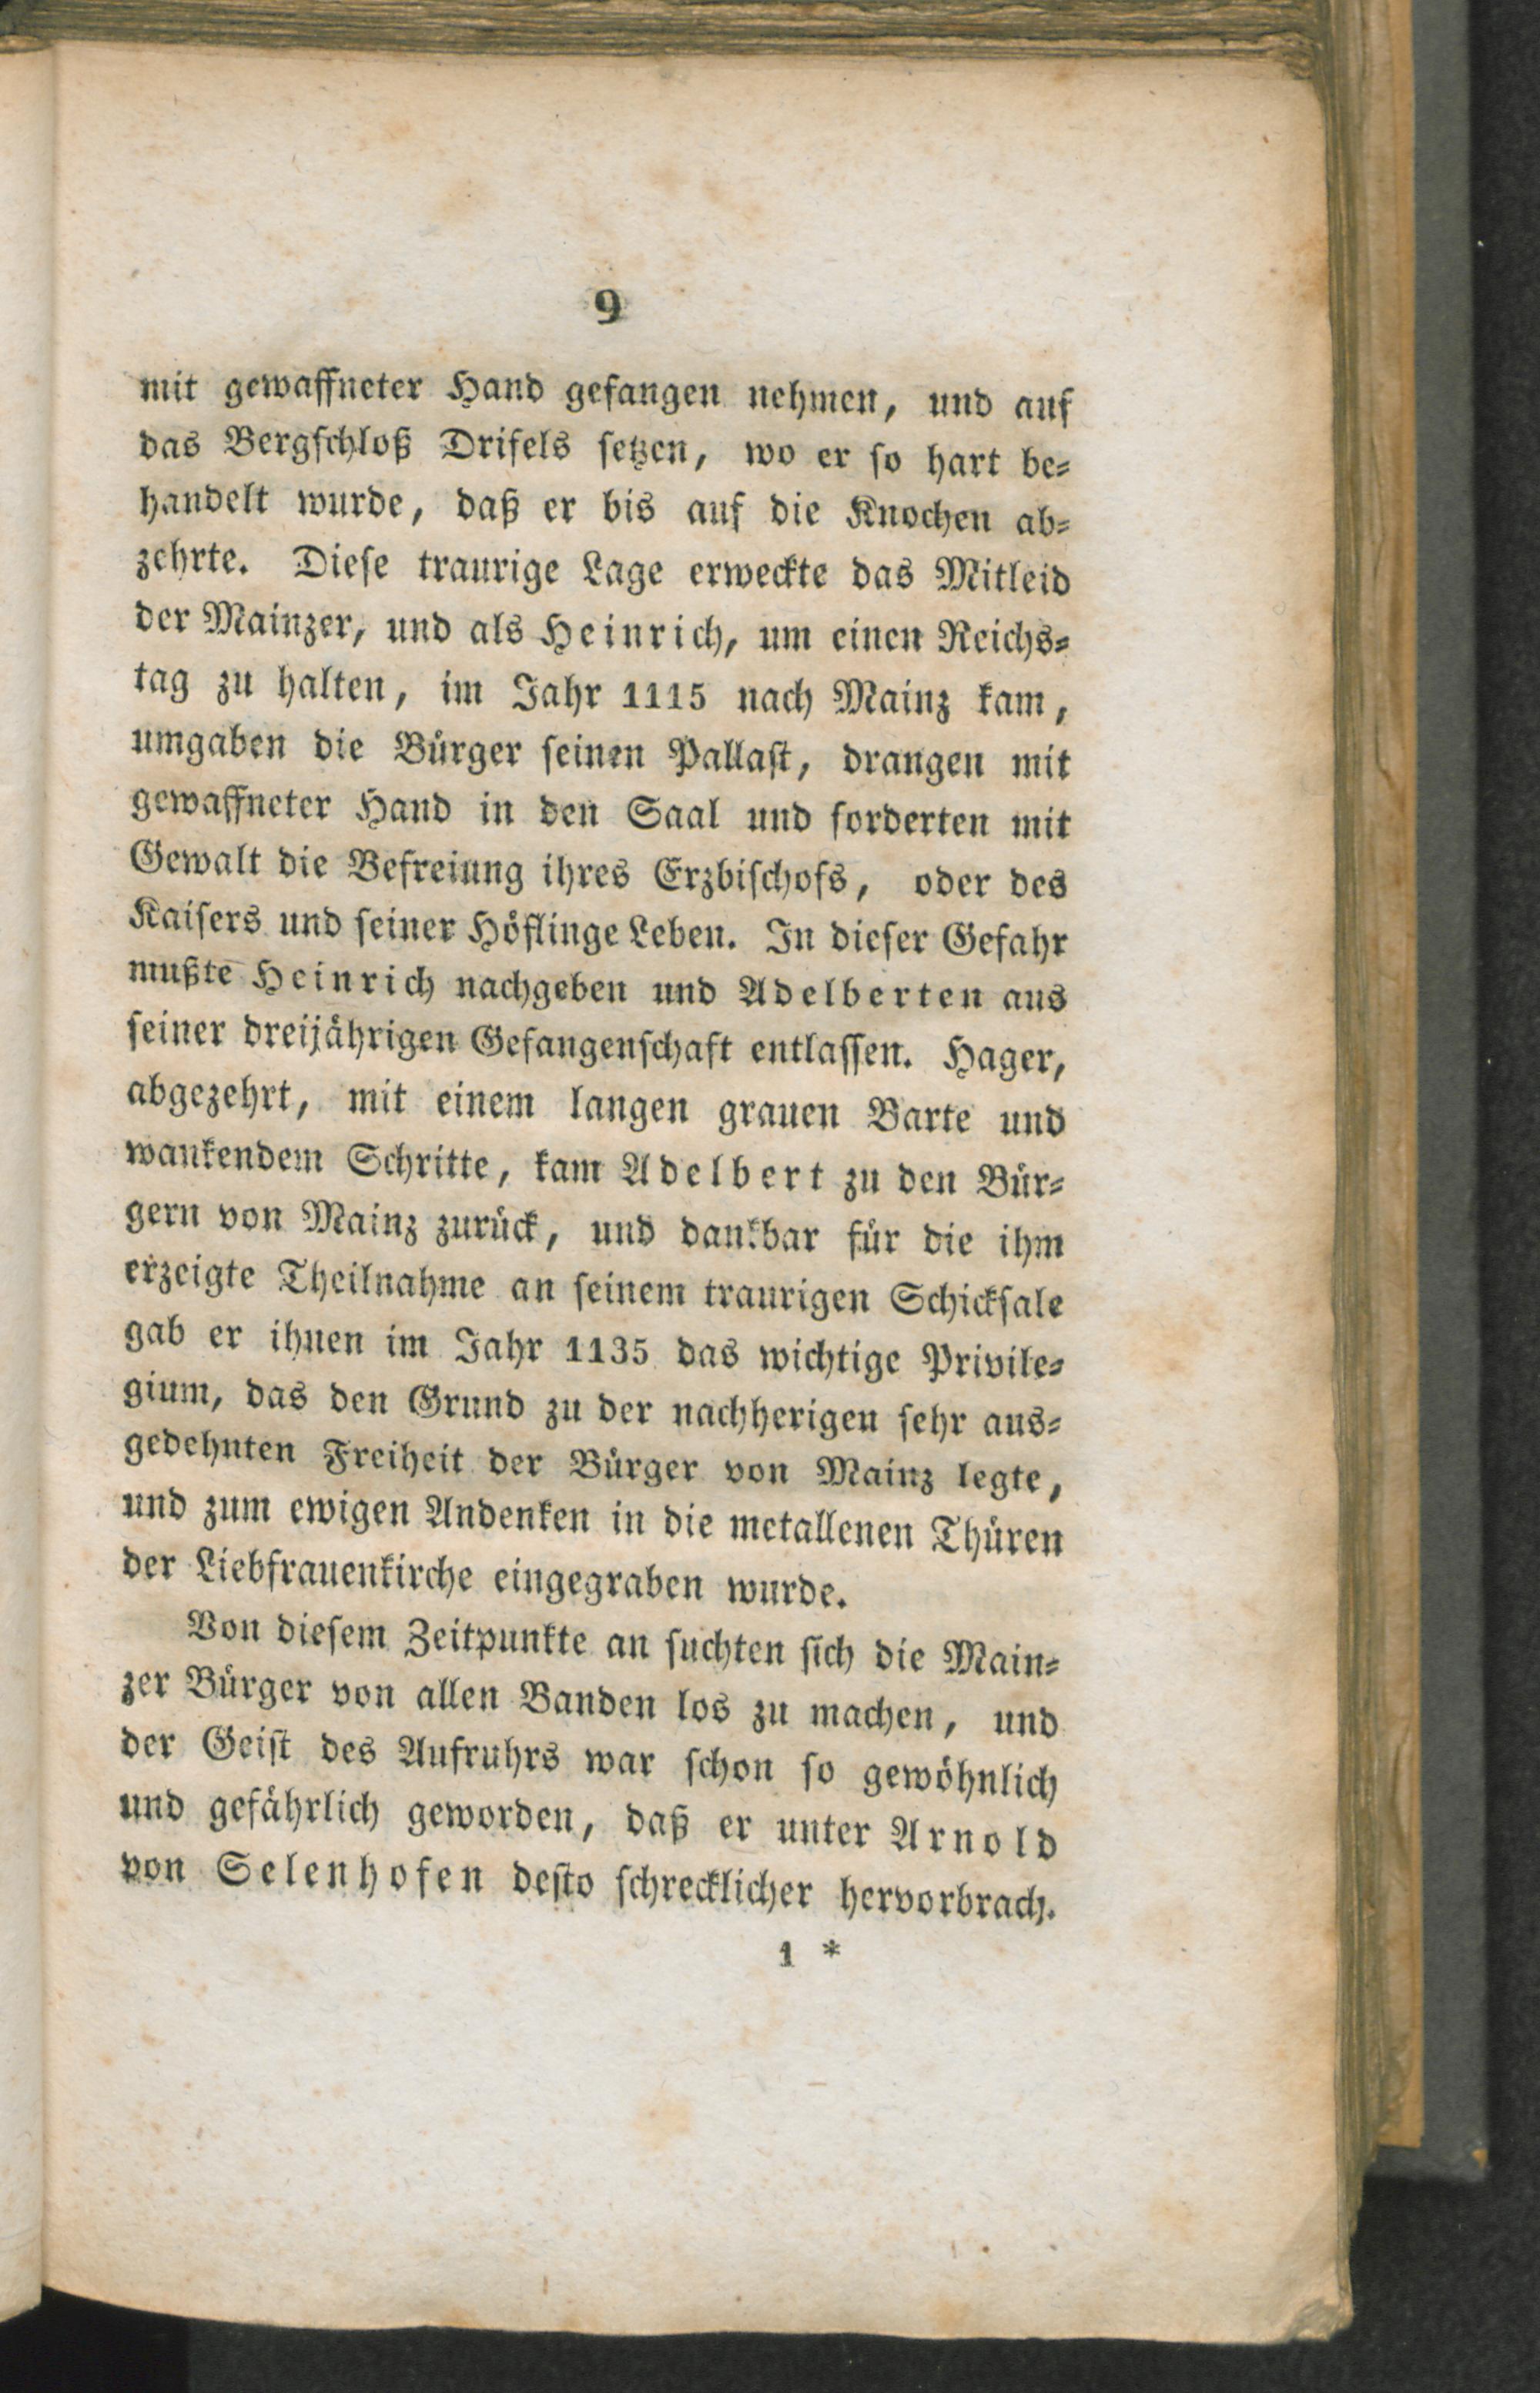 9
mit gewaffneter Hand gefangen nehmen, und auf
das Bergschloß Drifels setzen, wo er so hart be-
handelt wurde, daß er bis auf die Knochen ab-
zehrte. Diese traurige Lage erweckte das Mitleid
der Mainzer, und als Heinrich, um einen Reichs-
tag zu halten, im Jahr 1115 nach Mainz kam,
umgaben die Bürger seinen Pallast, drangen mit
gewaffneter Hand in den Saal und forderten mit
Gewalt die Befreiung ihres Erzbischofs, oder des
Kaisers und seiner Höflinge Leben. In dieser Gefahr
mußte Heinrich nachgeben und Adelberten aus
seiner dreijährigen Gefangenschaft entlassen. Hager,
abgezehrt, mit einem langen grauen Barte und
wankendem Schritte, kam Adelbert zu den Bür-
gern von Mainz zurück, und dankbar für die ihm
erzeigte Theilnahme an seinem traurigen Schicksale
gab er ihnen im Jahr 1135 das wichtige Privile-
gium, das den Grund zu der nachherigen sehr aus-
gedehnten Freiheit der Bürger von Mainz legte,
und zum ewigen Andenken in die metallenen Thüren
der Liebfrauenkirche eingegraben wurde.
Von diesem Zeitpunkte an suchten sich die Main-
zer Bürger von allen Banden los zu machen, und
der Geist des Aufruhrs war schon so gewöhnlich
und gefährlich geworden, daß er unter Arnold
von Selenhofen desto schrecklicher hervorbrach.
1 *